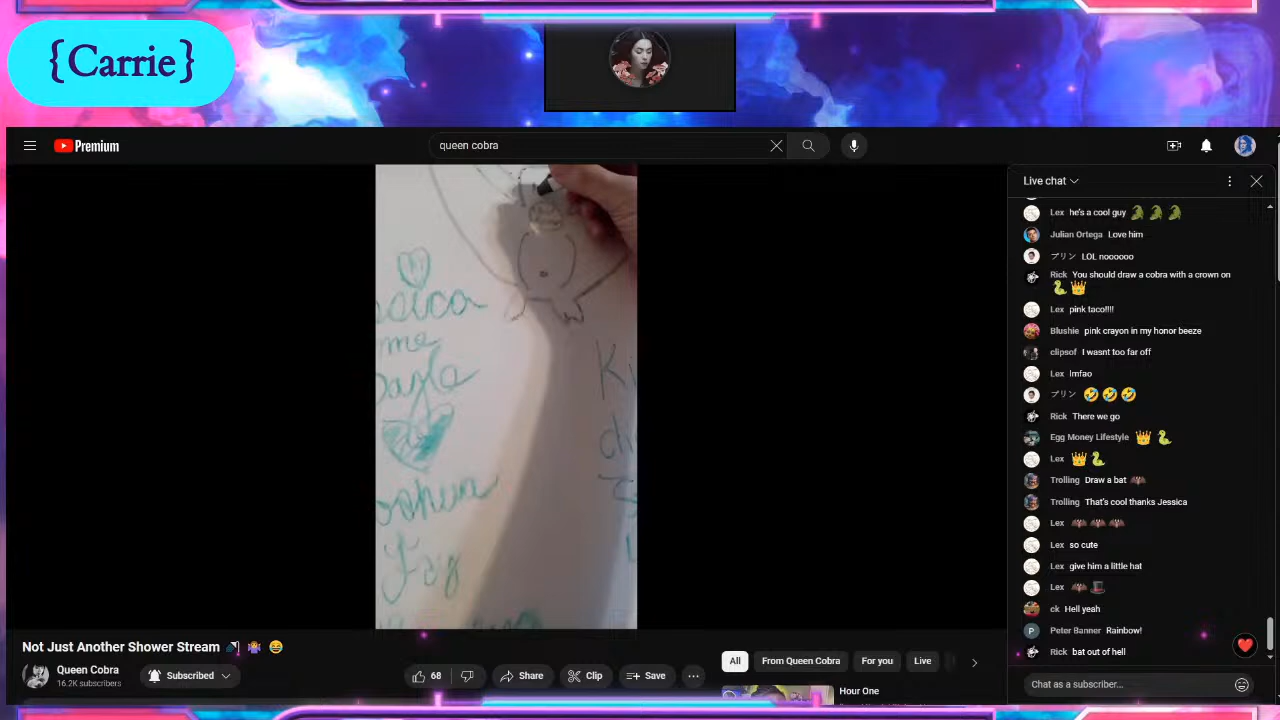 {Carrie}
Premium
queen cobra
Live chat
Lex he's a cool guy
Julian Ortega Love him
プリン LOL noooooo
Rick You should draw a cobra with a crown on
Lex pink taco!!!!
Blushie pink crayon in my honor beeze
clipsof I wasnt too far off
Lex lmfao
プリン
Rick There we go
Egg Money Lifestyle
Lex
Trolling Draw a bat
Trolling That's cool thanks Jessica
Lex
Lex so cute
Lex give him a little hat
Lex
ck Hell yeah
P Peter Banner Rainbow!
Rick bat out of hell
Chat as a subscriber...
me
Ki
Not Just Another Shower Stream
Queen Cobra
16.2K subscribers
Subscribed
68
Share
Clip
Save
All
From Queen Cobra
For you
Live
Hour One